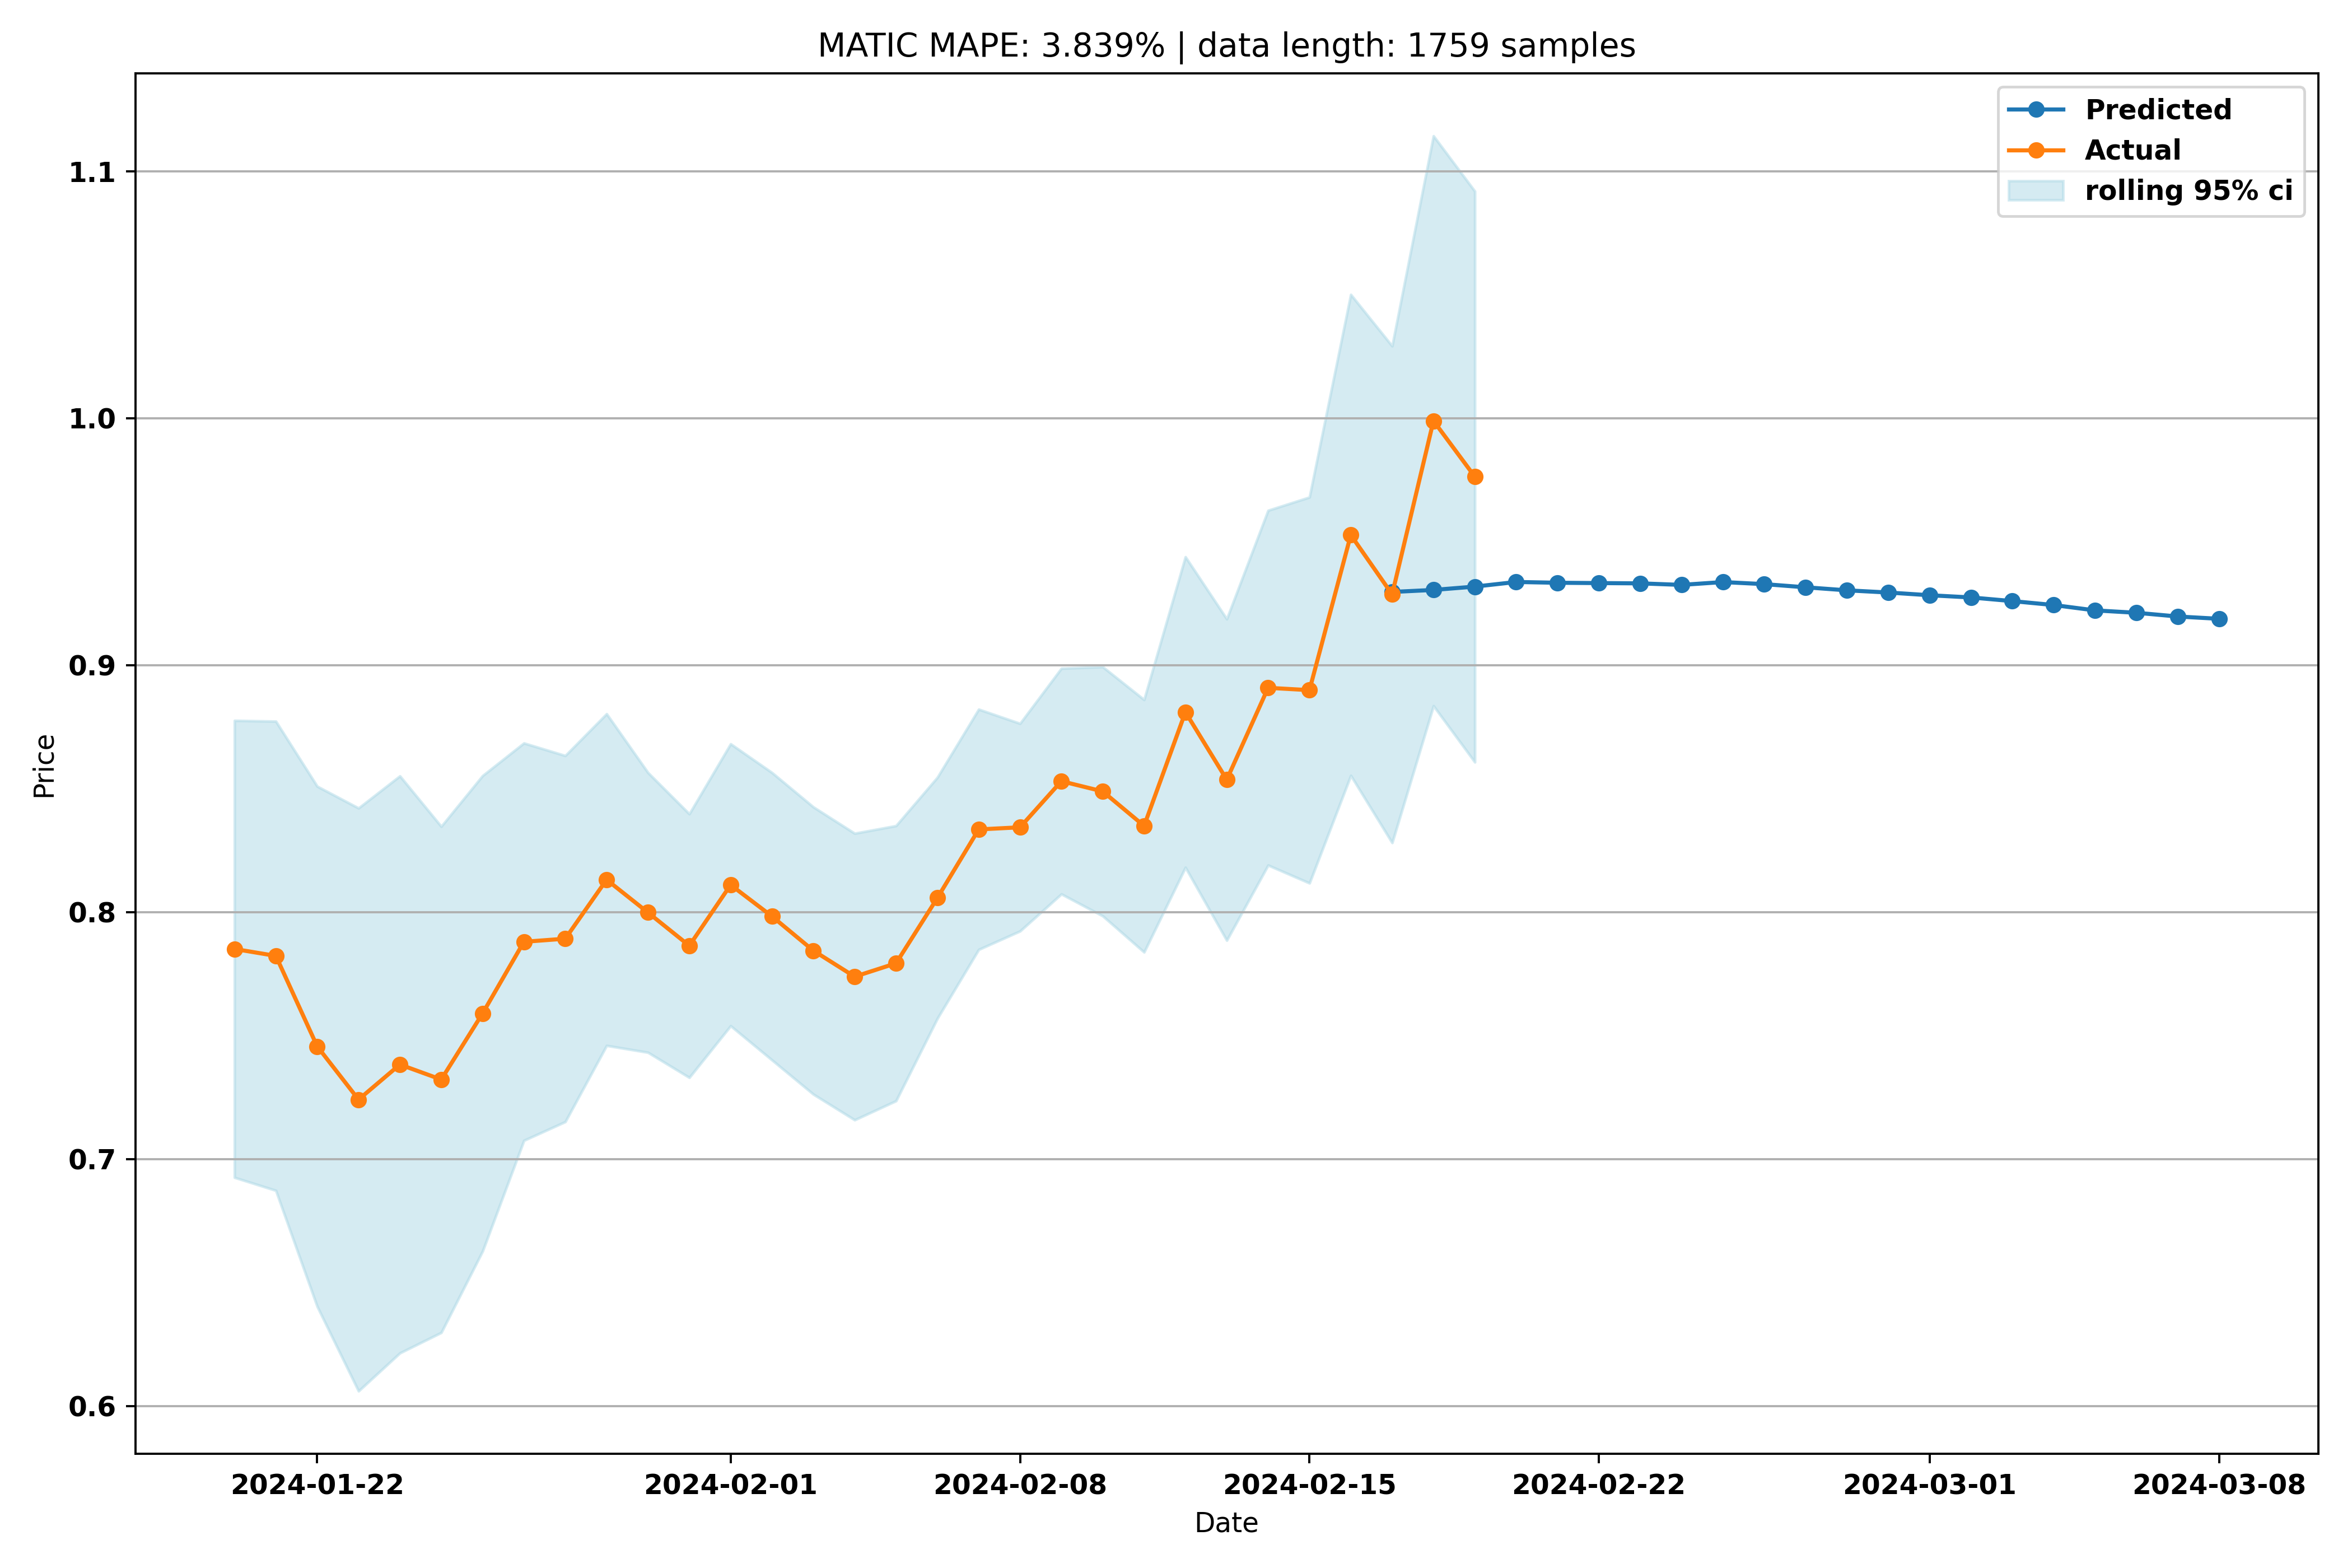 MATIC MAPE: 3.839% | data length: 1759 samples
Predicted
Actual
rolling 95% ci
1.1
1.0
0.9
0.8
0.7
0.6
Price
2024-01-22
2024-02-01
2024-02-08
2024-02-15
2024-02-22
2024-03-01
2024-03-08
Date